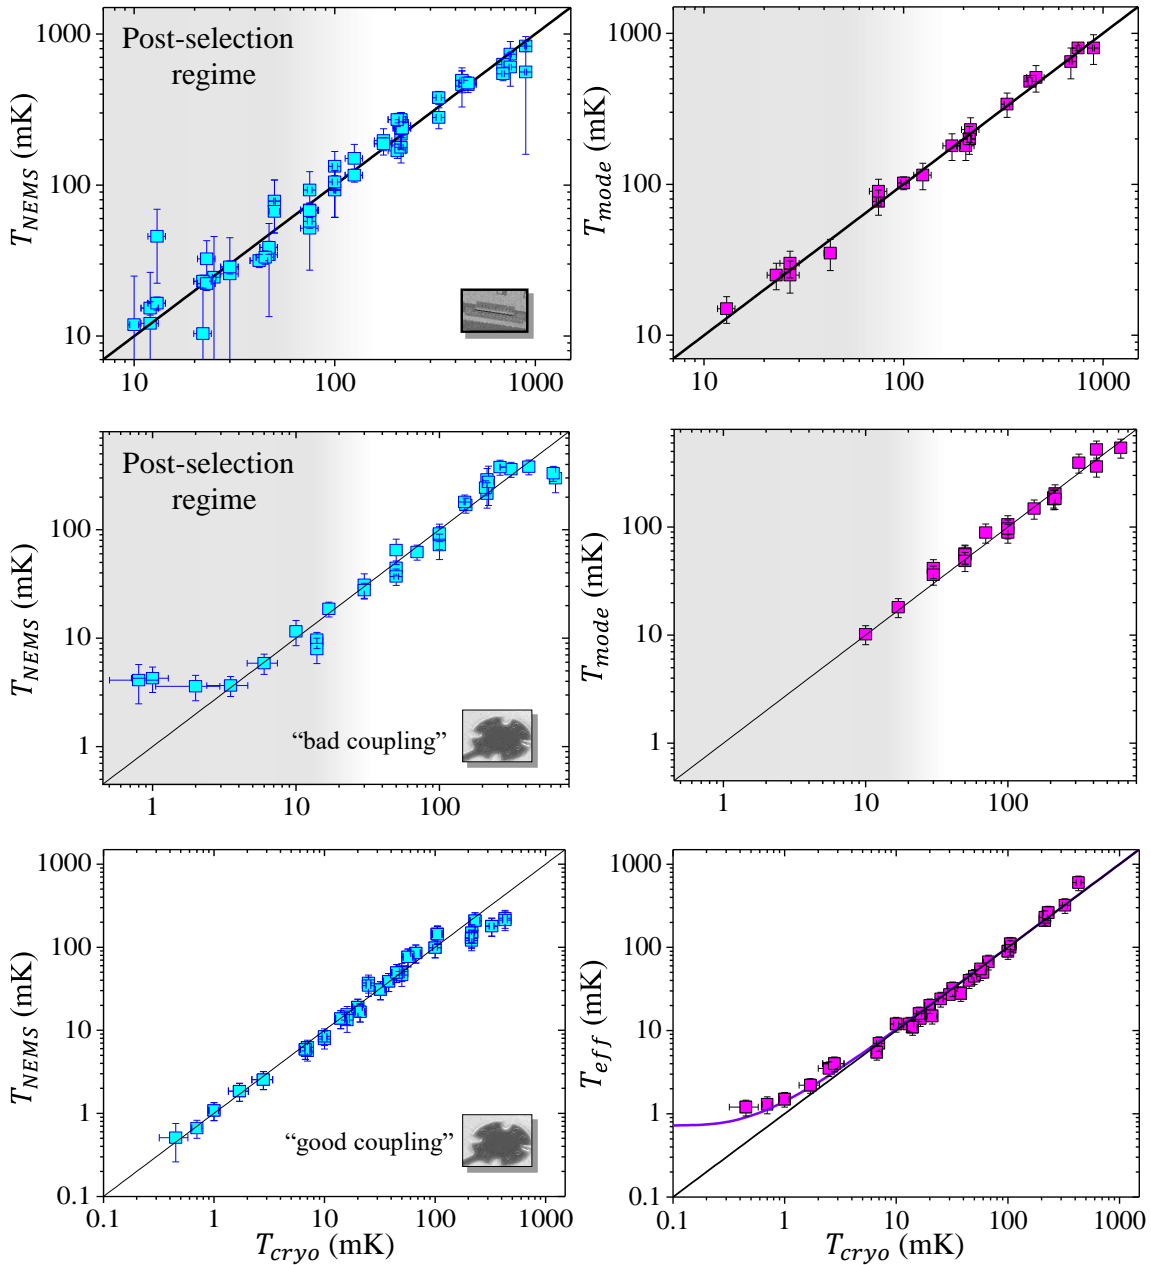 1000
100
10
T_NEMS (mK)
Post-selection
regime
10 100 1000
1000
100
10
T_mode (mK)
10 100 1000
100
10
1
T_NEMS (mK)
Post-selection
regime
“bad coupling”
1 10 100
100
10
1
T_mode (mK)
1 10 100
1000
100
10
1
0.1
T_NEMS (mK)
“good coupling”
0.1 1 10 100 1000
T_cryo (mK)
1000
100
10
1
0.1
T_eff (mK)
0.1 1 10 100 1000
T_cryo (mK)